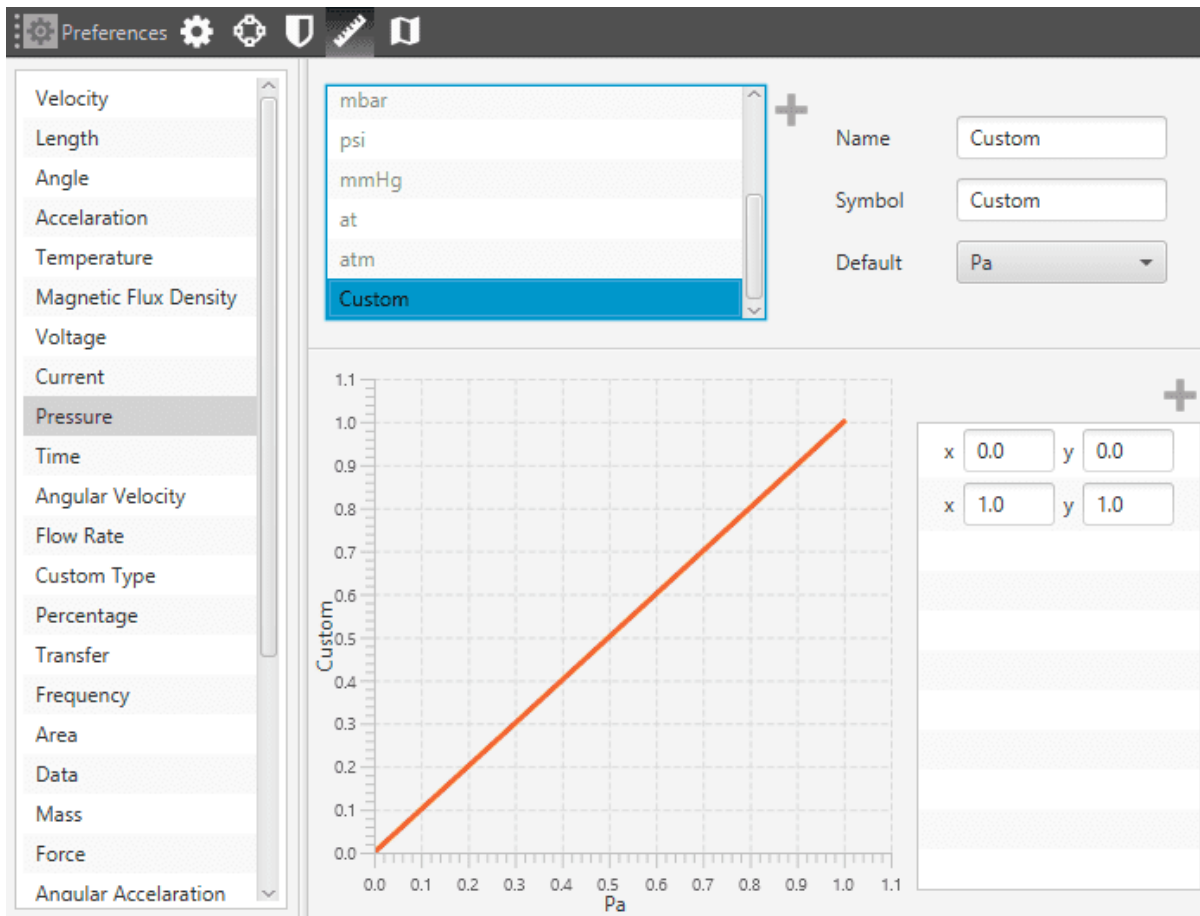 Preferences
Velocity
Length
Angle
Accelaration
Temperature
Magnetic Flux Density
Voltage
Current
Pressure
Time
Angular Velocity
Flow Rate
Custom Type
Percentage
Transfer
Frequency
Area
Data
Mass
Force
Angular Accelaration
mbar
psi
mmHg
at
atm
Custom
Name Custom
Symbol Custom
Default Pa
1.1
1.0
0.9
0.8
0.7
0.6
0.5
0.4
0.3
0.2
0.1
0.0
Custom
0.0 0.1 0.2 0.3 0.4 0.5 0.6 0.7 0.8 0.9 1.0 1.1
Pa
x 0.0 y 0.0
x 1.0 y 1.0